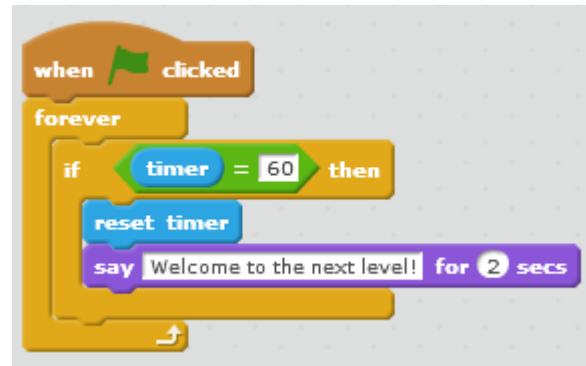 when clicked
forever
if timer = 60 then
reset timer
say Welcome to the next level! for 2 secs